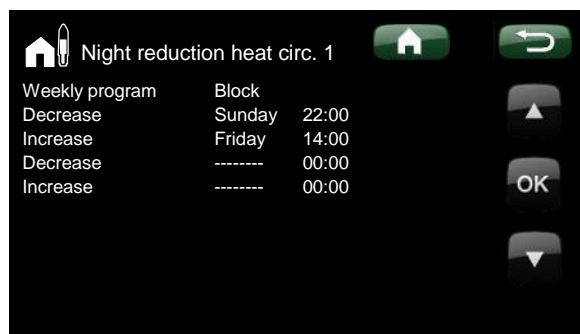 Night reduction heat circ. 1
Weekly program Block
Decrease Sunday 22:00
Increase Friday 14:00
Decrease -------- 00:00
Increase -------- 00:00
OK